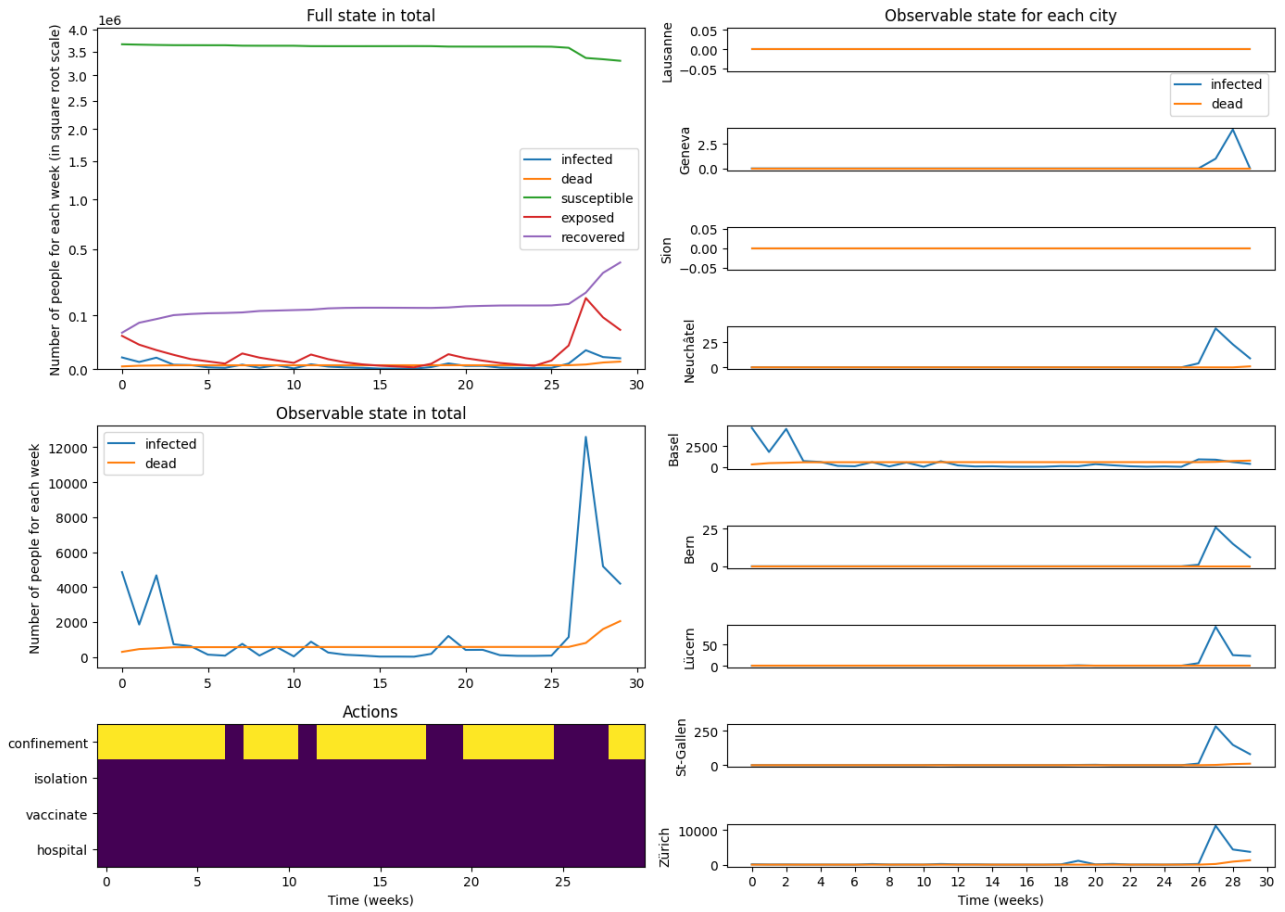 Full state in total
1e6
Number of people for each week (in square root scale)
4.0
3.5
3.0
2.5
2.0
1.5
1.0
0.5
0.1
0.0
infected
dead
susceptible
exposed
recovered
0 5 10 15 20 25 30
Observable state in total
Number of people for each week
12000
10000
8000
6000
4000
2000
0
infected
dead
0 5 10 15 20 25 30
Actions
confinement
isolation
vaccinate
hospital
0 5 10 15 20 25
Time (weeks)
Observable state for each city
Lausanne
0.05
0.00
−0.05
infected
dead
Geneva
2.5
0.0
Sion
0.05
0.00
−0.05
Neuchâtel
25
0
Basel
2500
0
Bern
25
0
Lücern
50
0
St-Gallen
250
0
Zürich
10000
0
0 2 4 6 8 10 12 14 16 18 20 22 24 26 28 30
Time (weeks)